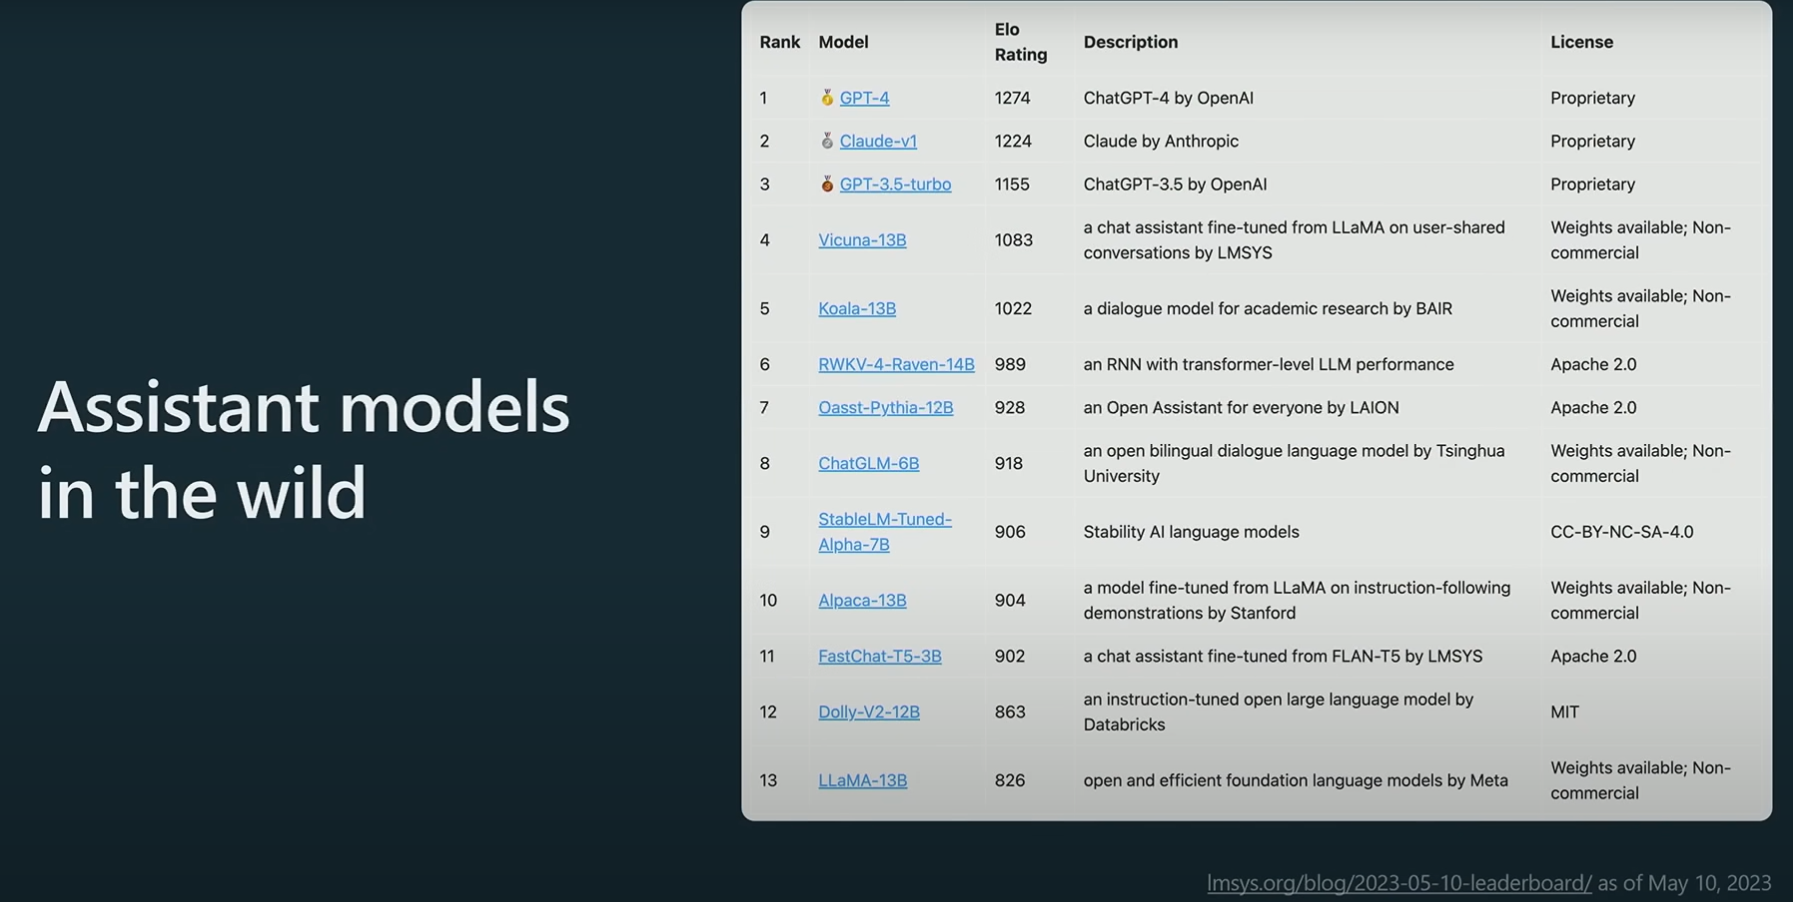 Assistant models
in the wild
Rank Model Elo Rating Description License
1 GPT-4 1274 ChatGPT-4 by OpenAI Proprietary
2 Claude-v1 1224 Claude by Anthropic Proprietary
3 GPT-3.5-turbo 1155 ChatGPT-3.5 by OpenAI Proprietary
4 Vicuna-13B 1083 a chat assistant fine-tuned from LLaMA on user-shared conversations by LMSYS Weights available; Non-commercial
5 Koala-13B 1022 a dialogue model for academic research by BAIR Weights available; Non-commercial
6 RWKV-4-Raven-14B 989 an RNN with transformer-level LLM performance Apache 2.0
7 Oasst-Pythia-12B 928 an Open Assistant for everyone by LAION Apache 2.0
8 ChatGLM-6B 918 an open bilingual dialogue language model by Tsinghua University Weights available; Non-commercial
9 StableLM-Tuned-Alpha-7B 906 Stability AI language models CC-BY-NC-SA-4.0
10 Alpaca-13B 904 a model fine-tuned from LLaMA on instruction-following demonstrations by Stanford Weights available; Non-commercial
11 FastChat-T5-3B 902 a chat assistant fine-tuned from FLAN-T5 by LMSYS Apache 2.0
12 Dolly-V2-12B 863 an instruction-tuned open large language model by Databricks MIT
13 LLaMA-13B 826 open and efficient foundation language models by Meta Weights available; Non-commercial
lmsys.org/blog/2023-05-10-leaderboard/ as of May 10, 2023